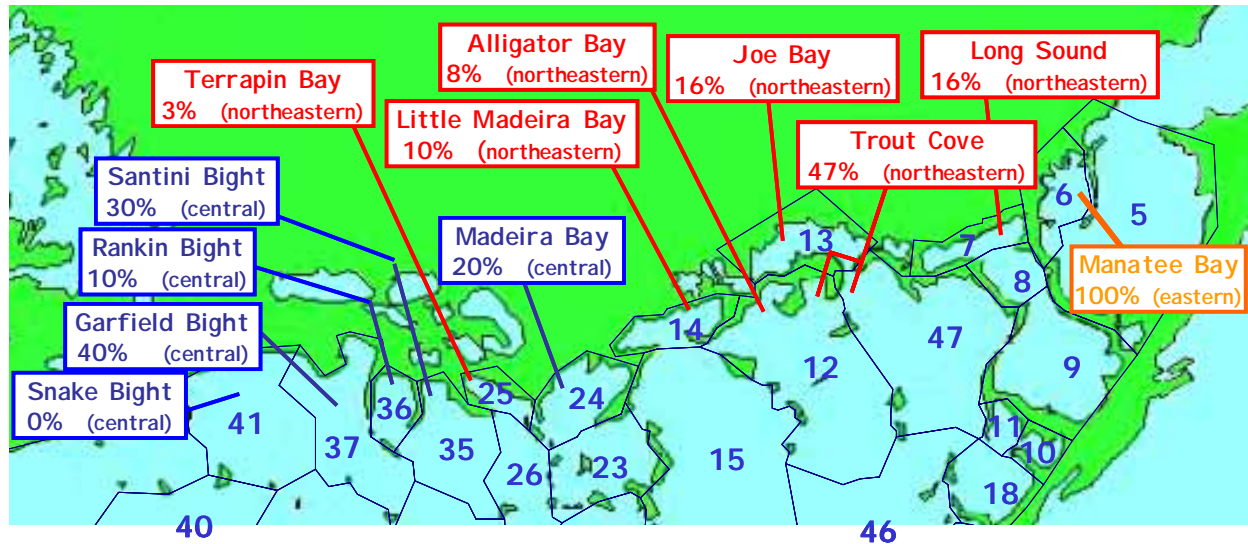 Alligator Bay
8% (northeastern)
Joe Bay
16% (northeastern)
Long Sound
16% (northeastern)
Terrapin Bay
3% (northeastern)
Little Madeira Bay
10% (northeastern)
Trout Cove
47% (northeastern)
Santini Bight
30% (central)
Rankin Bight
10% (central)
Madeira Bay
20% (central)
Manatee Bay
100% (eastern)
Garfield Bight
40% (central)
Snake Bight
0% (central)
6
5
13
7
8
14
12
47
9
25
24
36
41
37
35
26
23
15
11
10
18
40
46